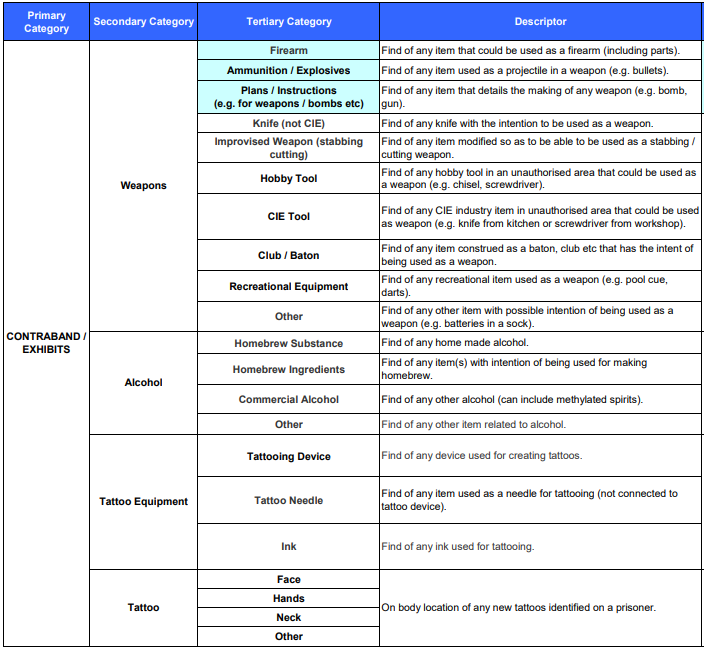 Primary Category
Secondary Category
Tertiary Category
Descriptor
CONTRABAND /
EXHIBITS
Weapons
Firearm
Find of any item that could be used as a firearm (including parts).
Ammunition / Explosives
Find of any item used as a projectile in a weapon (e.g. bullets).
Plans / Instructions
(e.g. for weapons / bombs etc)
Find of any item that details the making of any weapon (e.g. bomb,
gun).
Knife (not CIE)
Find of any knife with the intention to be used as a weapon.
Improvised Weapon (stabbing
cutting)
Find of any item modified so as to be able to be used as a stabbing /
cutting weapon.
Hobby Tool
Find of any hobby tool in an unauthorised area that could be used as
a weapon (e.g. chisel, screwdriver).
CIE Tool
Find of any CIE industry item in unauthorised area that could be used
as weapon (e.g. knife from kitchen or screwdriver from workshop).
Club / Baton
Find of any item construed as a baton, club etc that has the intent of
being used as a weapon.
Recreational Equipment
Find of any recreational item used as a weapon (e.g. pool cue,
darts).
Other
Find of any other item with possible intention of being used as a
weapon (e.g. batteries in a sock).
Alcohol
Homebrew Substance
Find of any home made alcohol.
Homebrew Ingredients
Find of any item(s) with intention of being used for making
homebrew.
Commercial Alcohol
Find of any other alcohol (can include methylated spirits).
Other
Find of any other item related to alcohol.
Tattoo Equipment
Tattooing Device
Find of any device used for creating tattoos.
Tattoo Needle
Find of any item used as a needle for tattooing (not connected to
tattoo device).
Ink
Find of any ink used for tattooing.
Tattoo
Face
Hands
Neck
Other
On body location of any new tattoos identified on a prisoner.